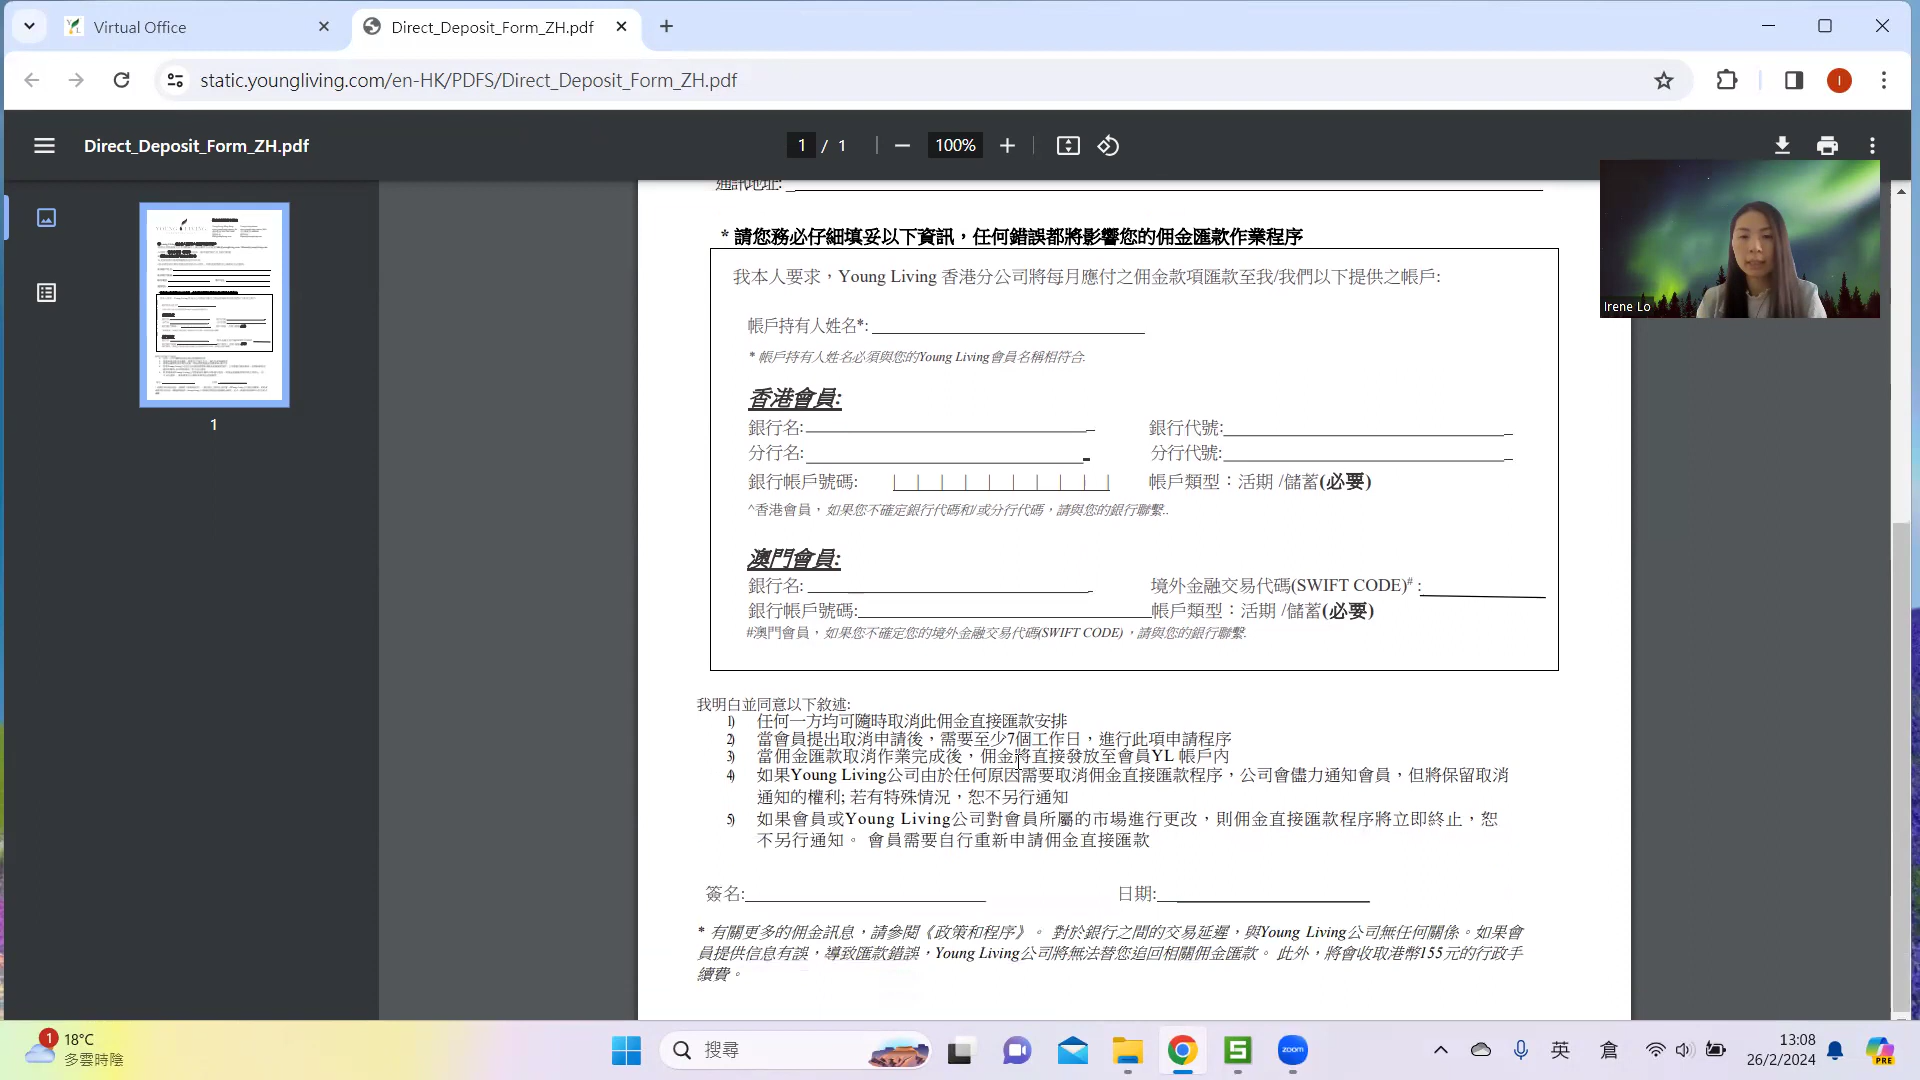 Virtual Office
Direct_Deposit_Form_ZH.pdf
static.youngliving.com/en-HK/PDFS/Direct_Deposit_Form_ZH.pdf
I
Direct_Deposit_Form_ZH.pdf
1 / 1
100%
1
Irene Lo
通訊地址:
* 請您務必仔細填妥以下資訊，任何錯誤都將影響您的佣金匯款作業程序
我本人要求，Young Living 香港分公司將每月應付之佣金款項匯款至我/我們以下提供之帳戶:
帳戶持有人姓名*:
* 帳戶持有人姓名必須與您的Young Living會員名稱相符合.
香港會員:
銀行名: 銀行代號:
分行名: 分行代號:
銀行帳戶號碼: 帳戶類型：活期 /儲蓄(必要)
^香港會員，如果您不確定銀行代碼和/或分行代碼，請與您的銀行聯繫..
澳門會員:
銀行名: 境外金融交易代碼(SWIFT CODE)# :
銀行帳戶號碼: 帳戶類型：活期 /儲蓄(必要)
#澳門會員，如果您不確定您的境外金融交易代碼(SWIFT CODE)，請與您的銀行聯繫.
我明白並同意以下敘述:
1) 任何一方均可隨時取消此佣金直接匯款安排
2) 當會員提出取消申請後，需要至少7個工作日，進行此項申請程序
3) 當佣金匯款取消作業完成後，佣金將直接發放至會員YL 帳戶內
4) 如果Young Living公司由於任何原因需要取消佣金直接匯款程序，公司會儘力通知會員，但將保留取消
通知的權利; 若有特殊情況，恕不另行通知
5) 如果會員或Young Living公司對會員所屬的市場進行更改，則佣金直接匯款程序將立即終止，恕
不另行通知。 會員需要自行重新申請佣金直接匯款
簽名: 日期:
* 有關更多的佣金訊息，請參閱《政策和程序》。 對於銀行之間的交易延遲，與Young Living公司無任何關係。如果會
員提供信息有誤，導致匯款錯誤，Young Living公司將無法替您追回相關佣金匯款。 此外，將會收取港幣155元的行政手
續費。
1
18°C
多雲時陰
搜尋
zoom
英
倉
13:08
26/2/2024
PRE